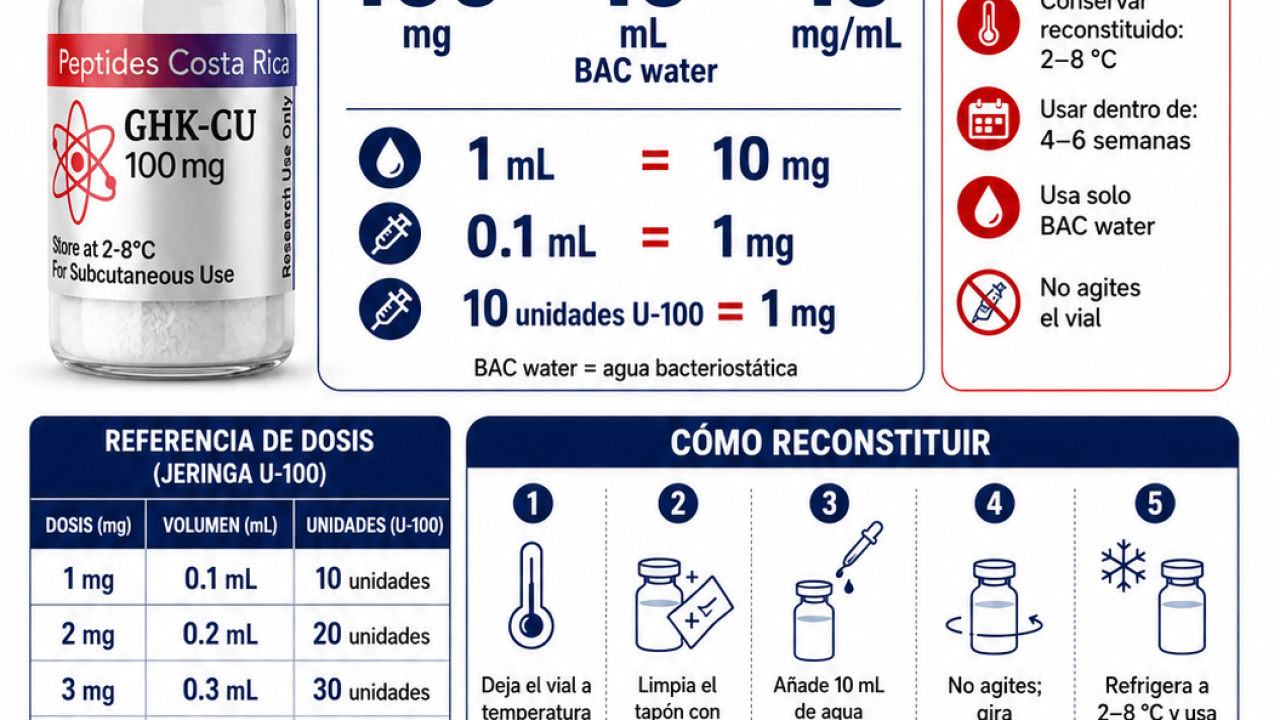 Peptides Costa Rica
GHK-CU
100 mg
Research Use Only
Store at 2-8°C
For Subcutaneous Use
mg
mL
mg/mL
BAC water
1 mL = 10 mg
0.1 mL = 1 mg
10 unidades U-100 = 1 mg
BAC water = agua bacteriostática
Conservar
reconstituido:
2–8 °C
Usar dentro de:
4–6 semanas
Usa solo
BAC water
No agites
el vial
REFERENCIA DE DOSIS
(JERINGA U-100)
DOSIS (mg) VOLUMEN (mL) UNIDADES (U-100)
1 mg 0.1 mL 10 unidades
2 mg 0.2 mL 20 unidades
3 mg 0.3 mL 30 unidades
CÓMO RECONSTITUIR
1
Deja el vial a
temperatura
2
Limpia el
tapón con
3
Añade 10 mL
de agua
4
No agites;
gira
5
Refrigera a
2–8 °C y usa